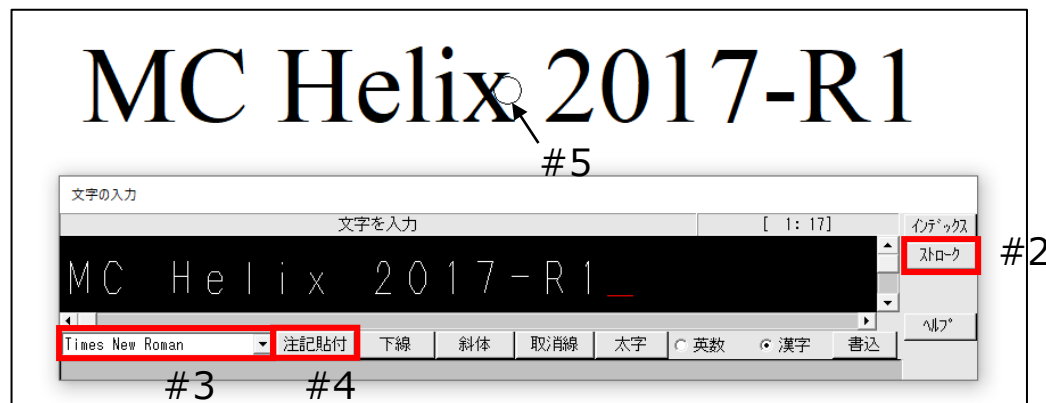 MC Helix 2017-R1
#5
文字の入力
文字を入力 [ 1: 17] インデックス
MC Helix 2017-R1_ ストローク #2
Times New Roman 注記貼付 下線 斜体 取消線 太字 英数 漢字 書込 ヘルプ
#3 #4